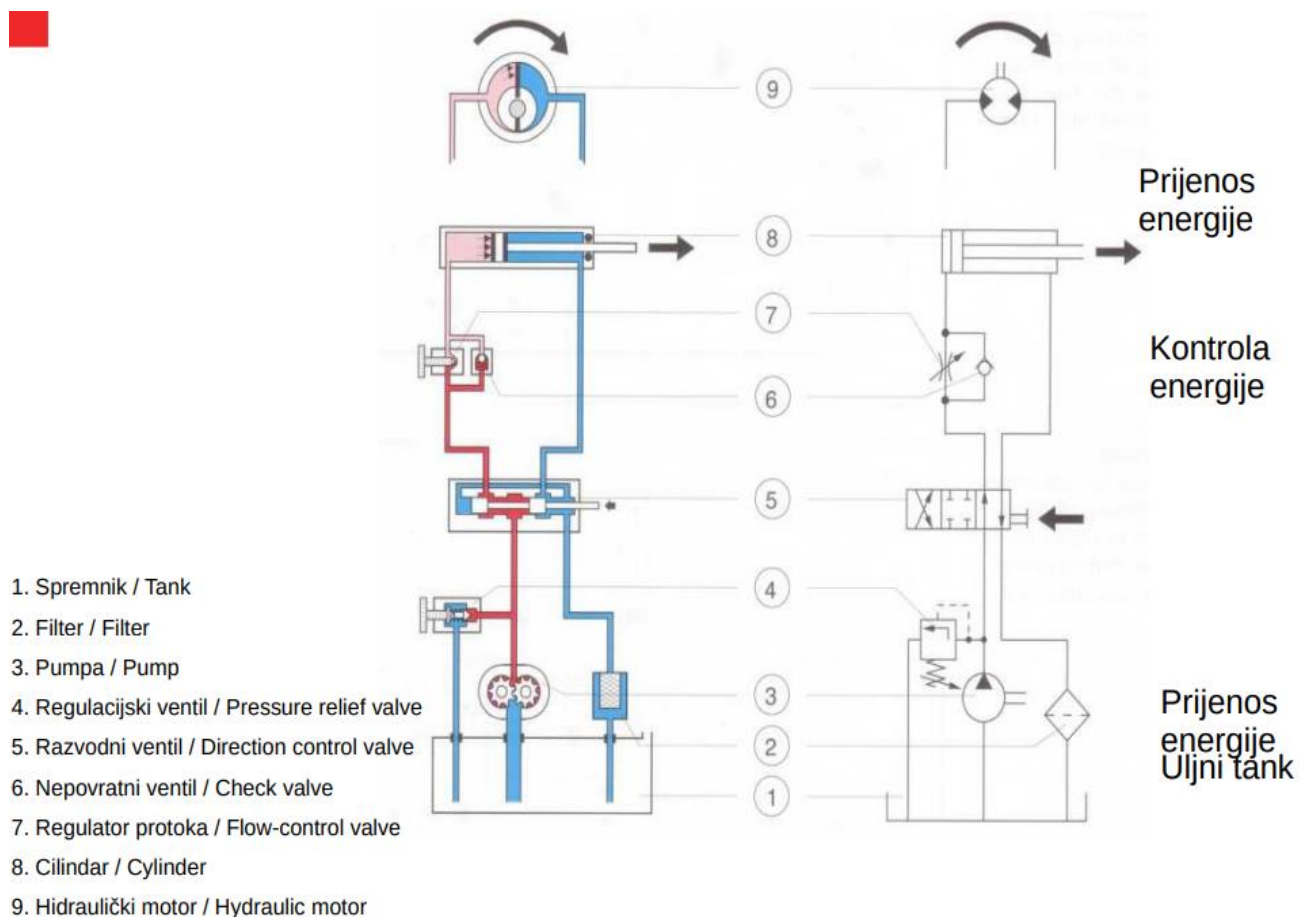 9
8
7
6
5
4
3
2
1
Prijenos
energije
Kontrola
energije
Prijenos
energije
Uljni tank
1. Spremnik / Tank
2. Filter / Filter
3. Pumpa / Pump
4. Regulacijski ventil / Pressure relief valve
5. Razvodni ventil / Direction control valve
6. Nepovratni ventil / Check valve
7. Regulator protoka / Flow-control valve
8. Cilindar / Cylinder
9. Hidraulički motor / Hydraulic motor